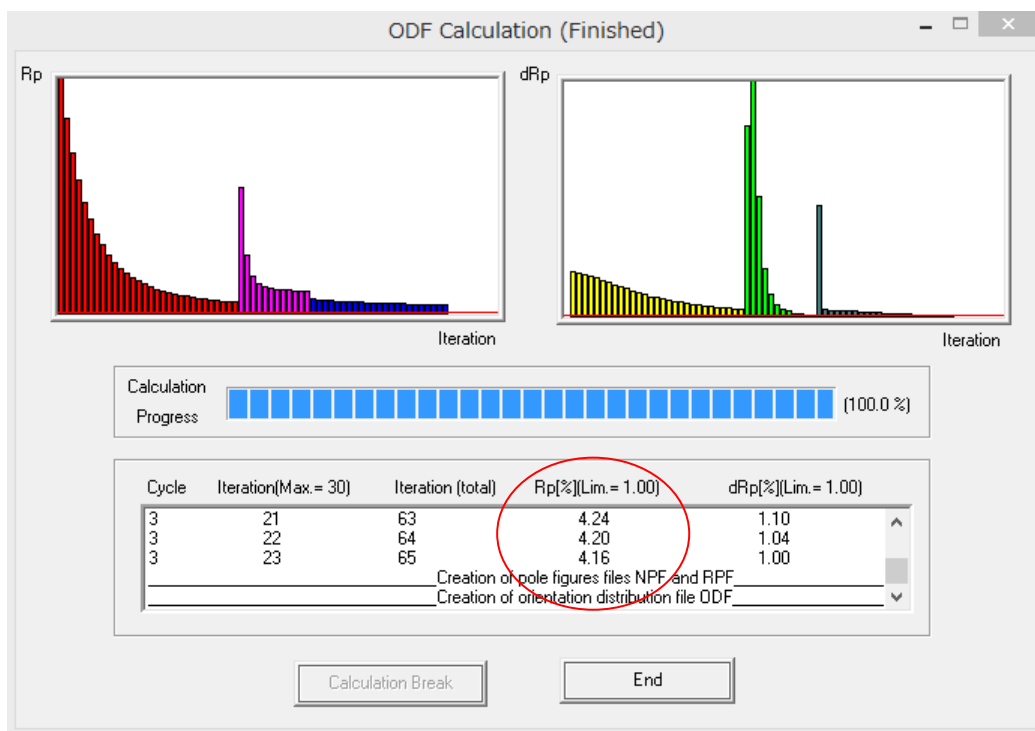 ODF Calculation (Finished)
Rp
dRp
Iteration
Iteration
Calculation
Progress
(100.0 %)
Cycle Iteration(Max.= 30) Iteration (total) Rp[%](Lim.= 1.00) dRp[%](Lim.= 1.00)
3 21 63 4.24 1.10
3 22 64 4.20 1.04
3 23 65 4.16 1.00
Creation of pole figures files NPF and RPF
Creation of orientation distribution file ODF
Calculation Break
End